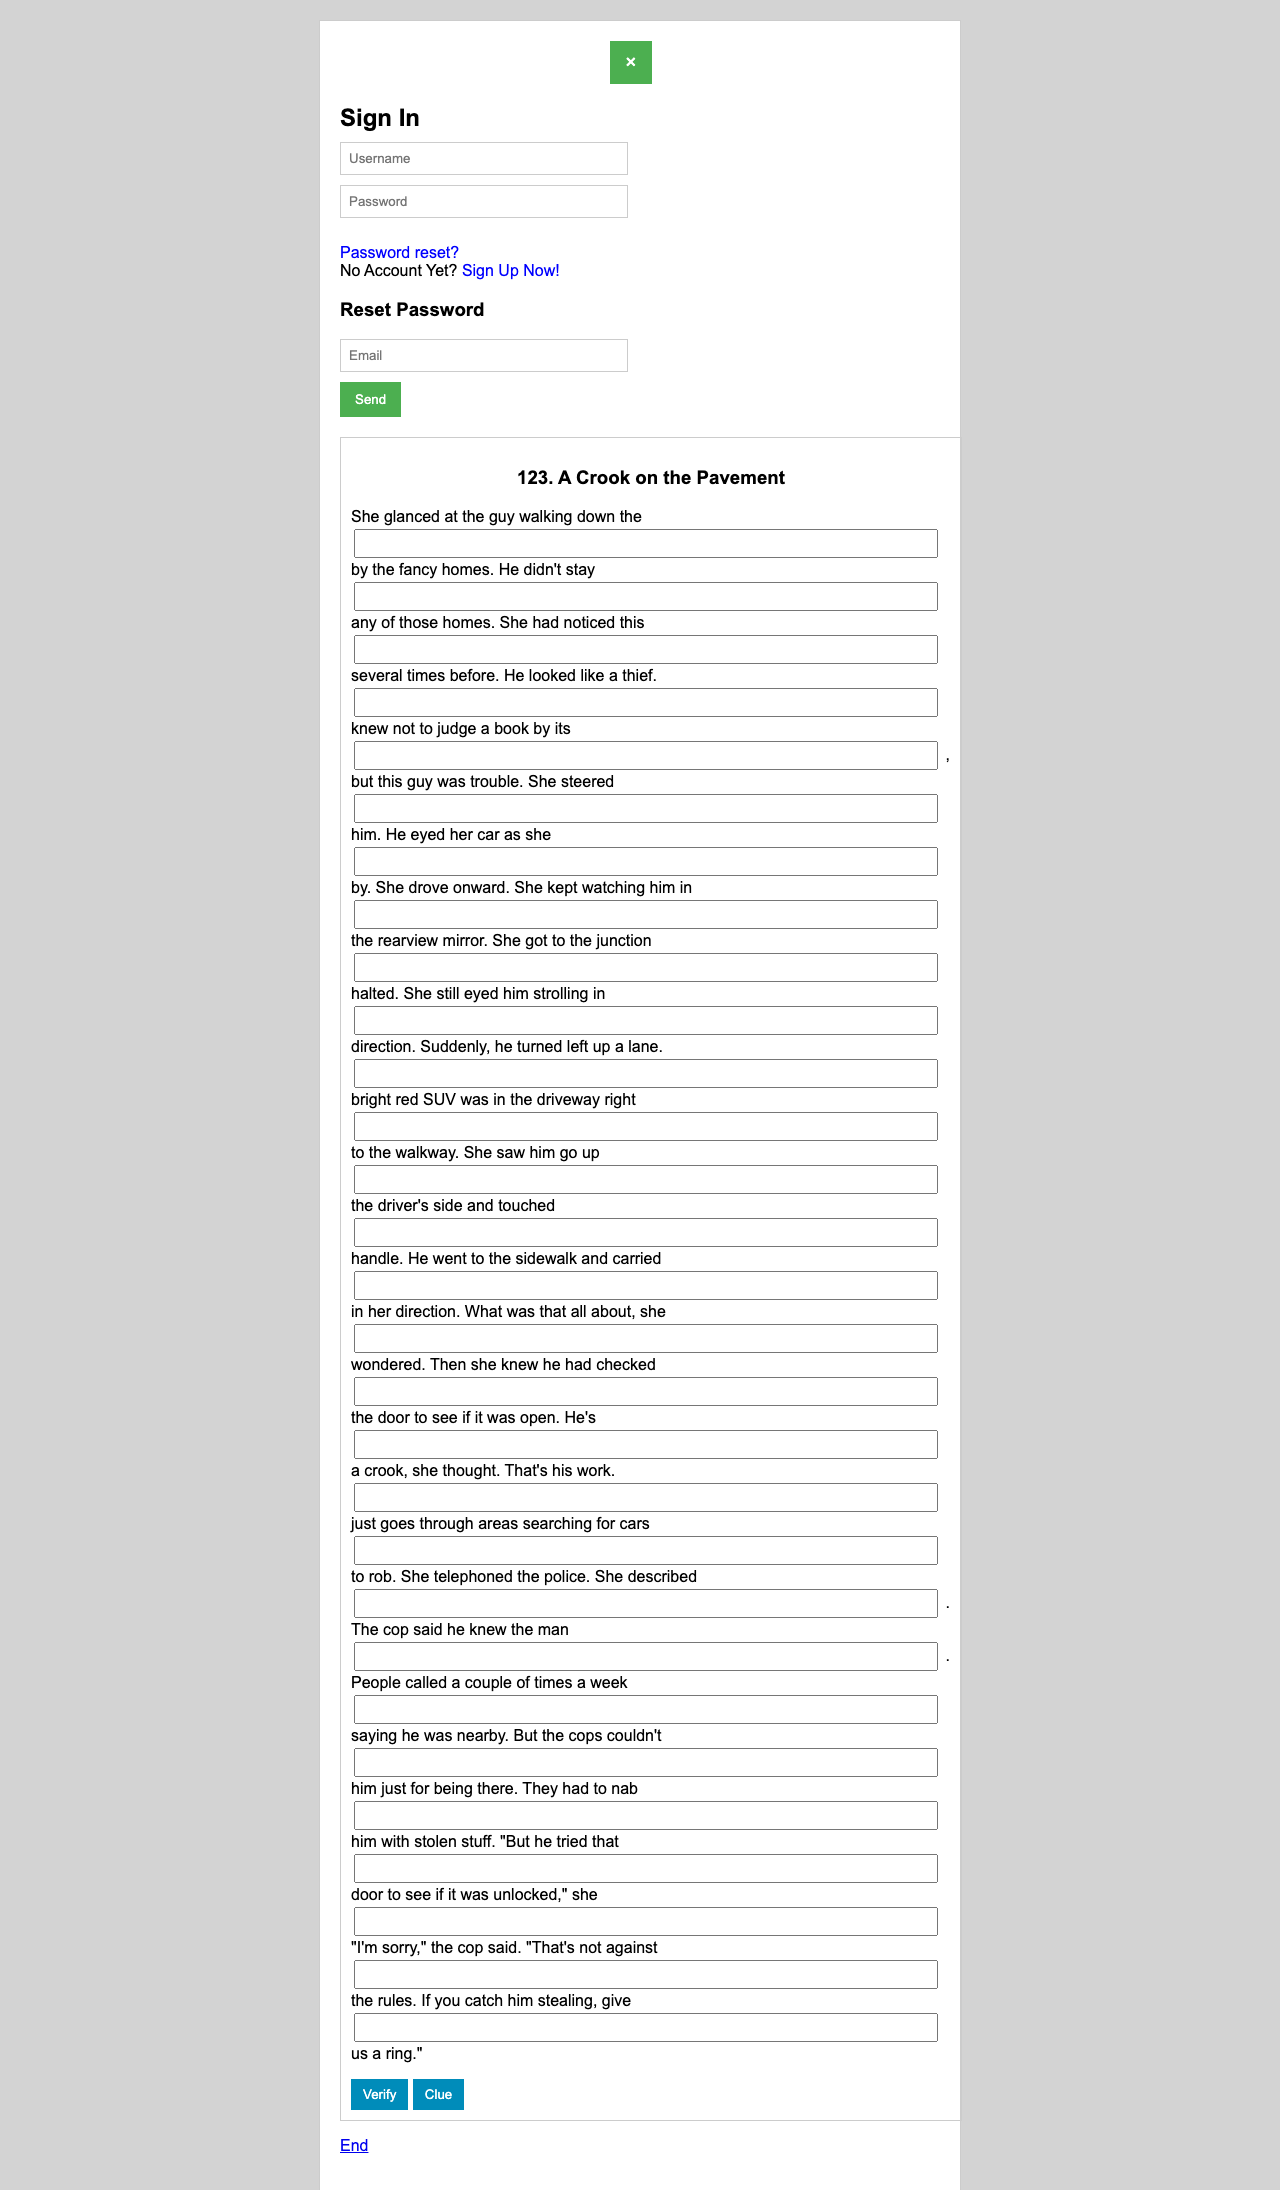 ×
Sign In
Username
Password
Password reset?
No Account Yet? Sign Up Now!
Reset Password
Email
Send
123. A Crook on the Pavement
She glanced at the guy walking down the
by the fancy homes. He didn't stay
any of those homes. She had noticed this
several times before. He looked like a thief.
knew not to judge a book by its
,
but this guy was trouble. She steered
him. He eyed her car as she
by. She drove onward. She kept watching him in
the rearview mirror. She got to the junction
halted. She still eyed him strolling in
direction. Suddenly, he turned left up a lane.
bright red SUV was in the driveway right
to the walkway. She saw him go up
the driver's side and touched
handle. He went to the sidewalk and carried
in her direction. What was that all about, she
wondered. Then she knew he had checked
the door to see if it was open. He's
a crook, she thought. That's his work.
just goes through areas searching for cars
to rob. She telephoned the police. She described
.
The cop said he knew the man
.
People called a couple of times a week
saying he was nearby. But the cops couldn't
him just for being there. They had to nab
him with stolen stuff. "But he tried that
door to see if it was unlocked," she
"I'm sorry," the cop said. "That's not against
the rules. If you catch him stealing, give
us a ring."
Verify Clue
End